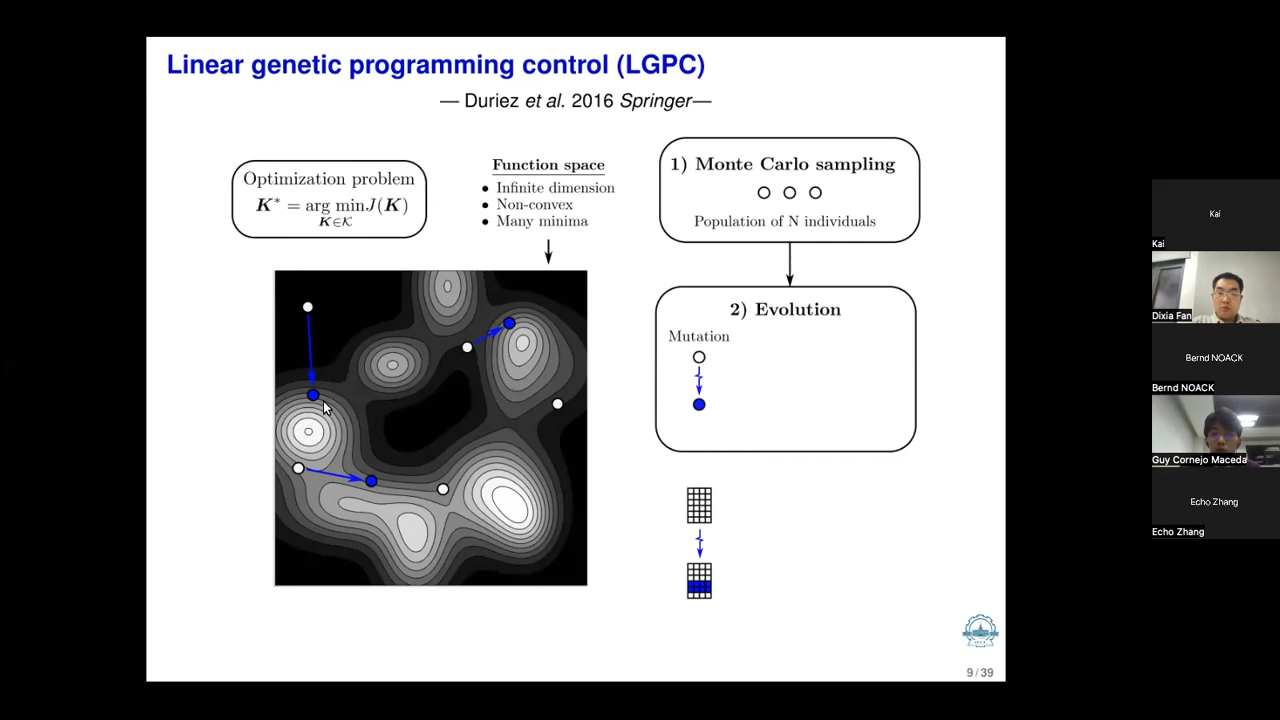 Linear genetic programming control (LGPC)
— Duriez et al. 2016 Springer—
Optimization problem
K* = arg min J(K)
K∈𝒦
Function space
• Infinite dimension
• Non-convex
• Many minima
1) Monte Carlo sampling
Population of N individuals
2) Evolution
Mutation
9 / 39
Kai
Kai
Dixia Fan
Bernd NOACK
Bernd NOACK
Guy Cornejo Maceda
Echo Zhang
Echo Zhang